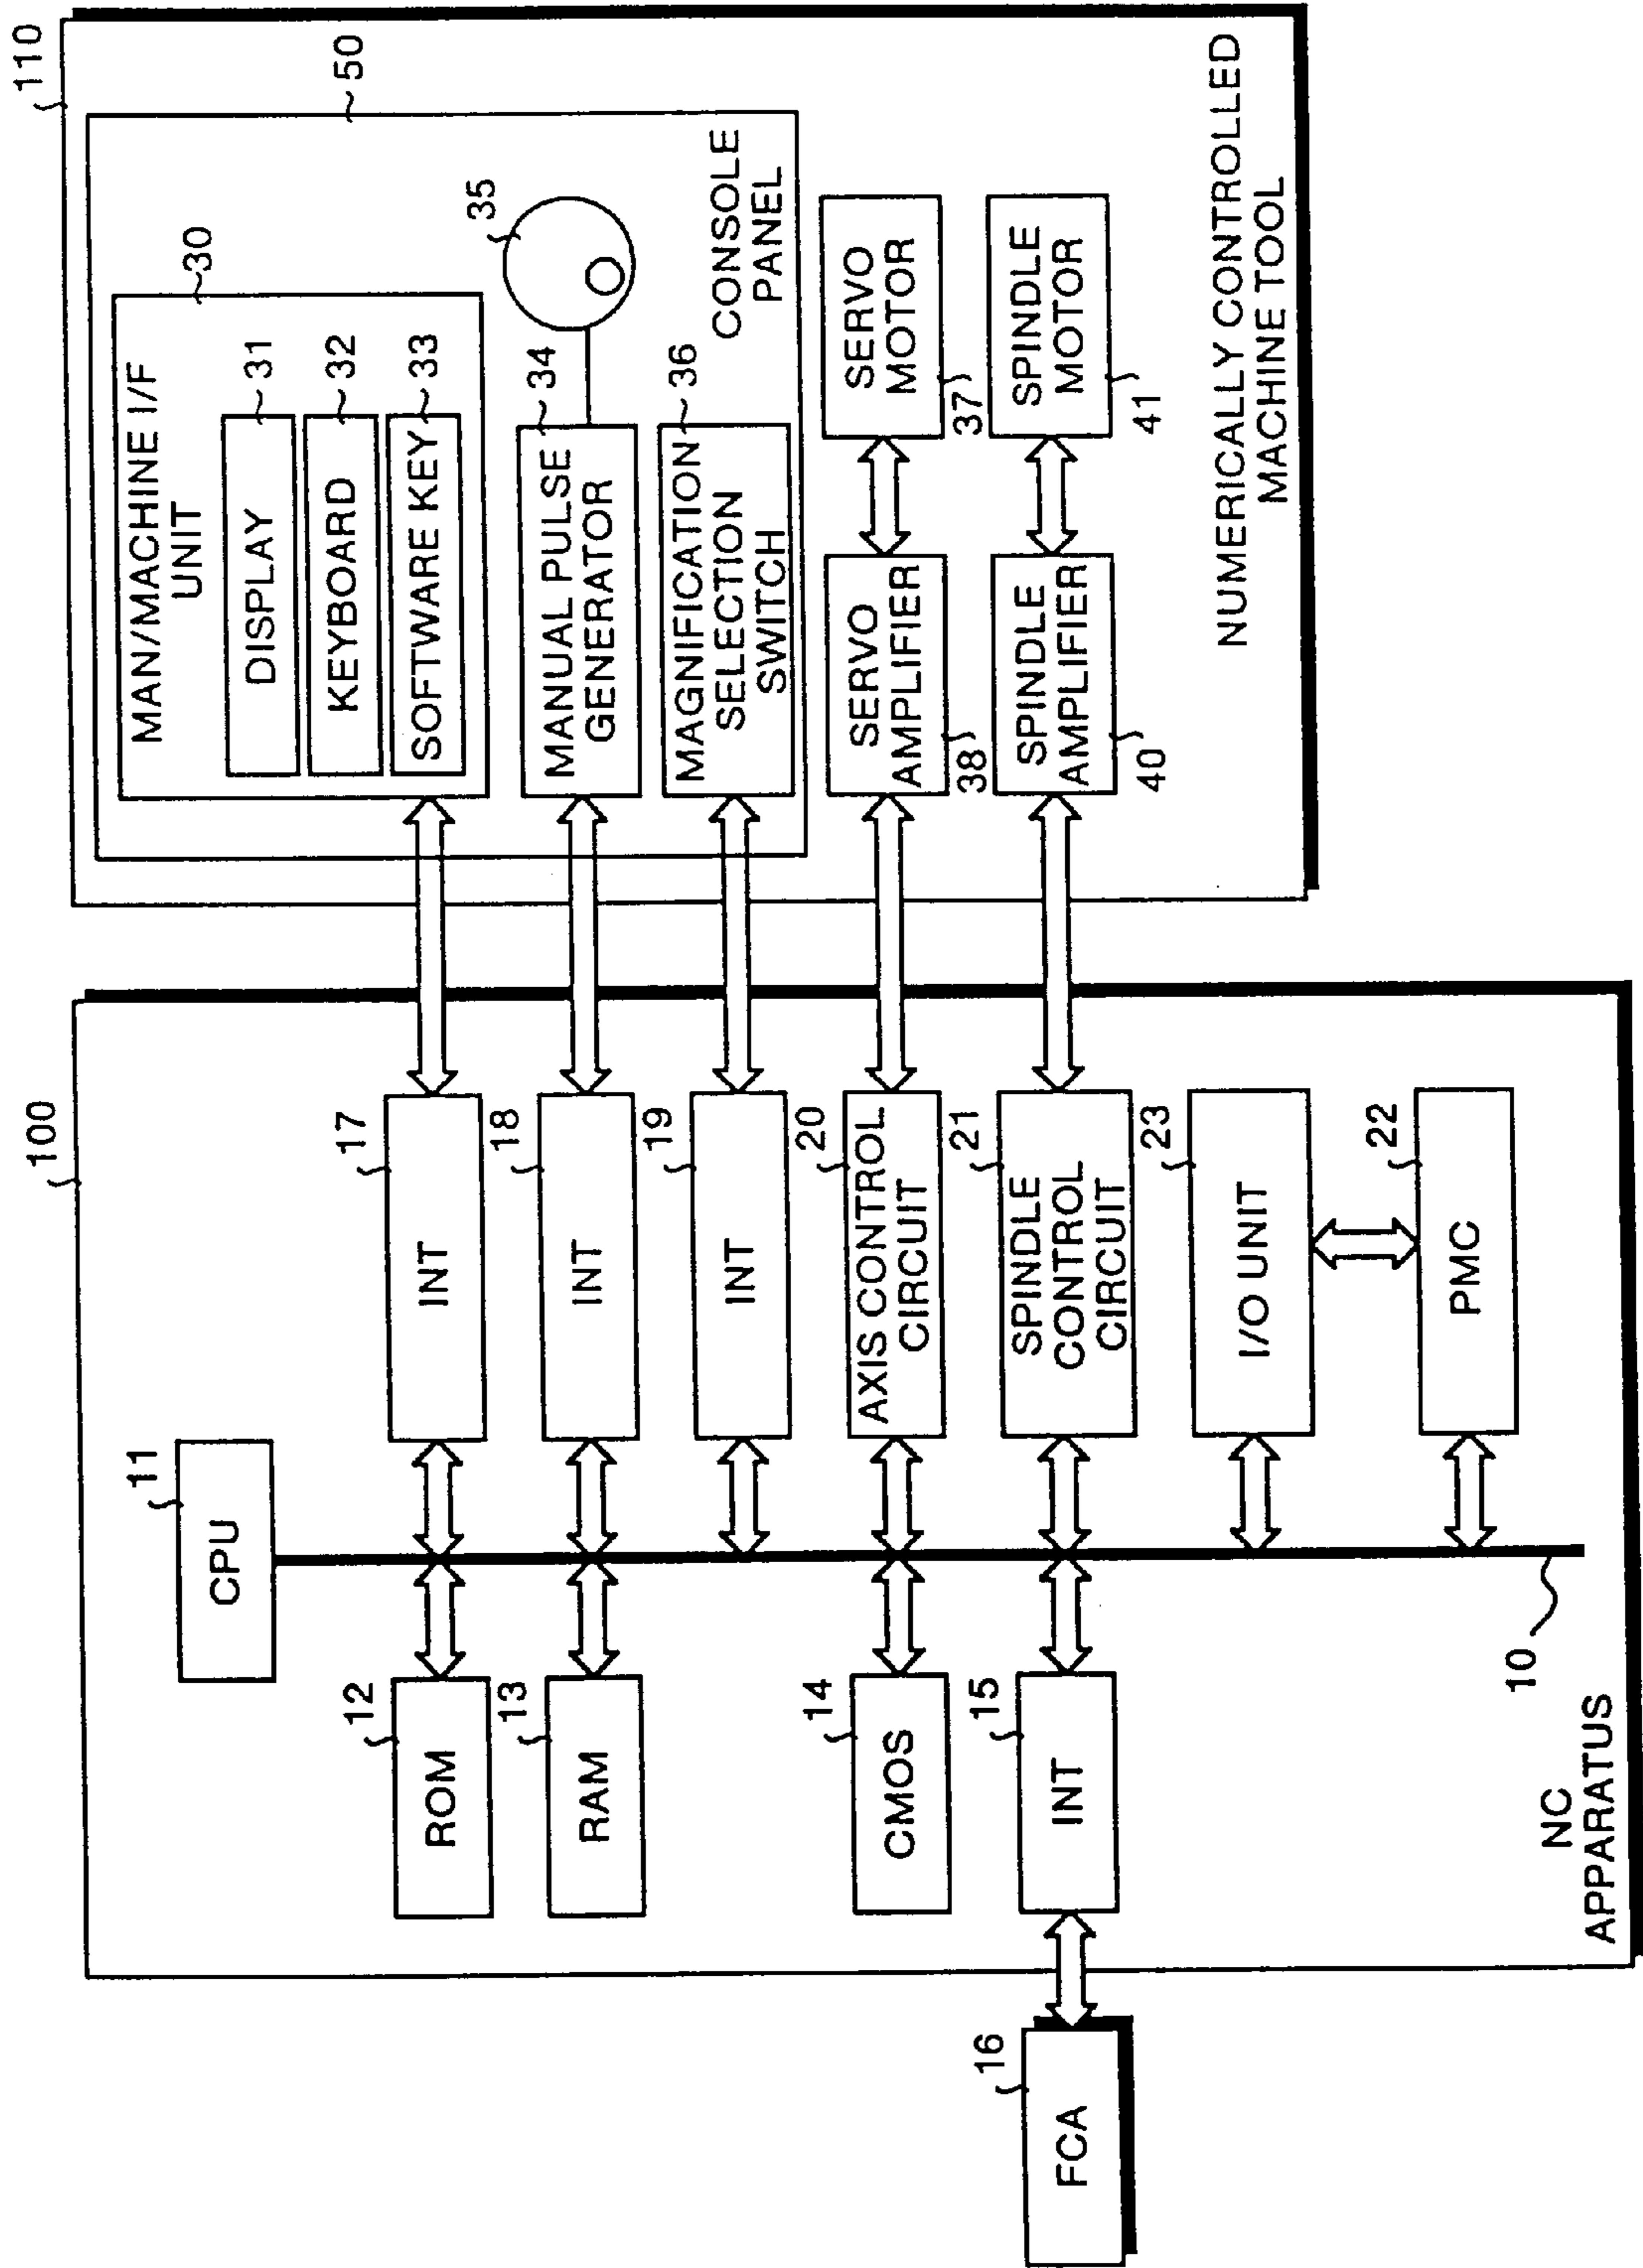 110
50
30
MAN/MACHINE I/F
UNIT
DISPLAY
31
KEYBOARD
32
SOFTWARE KEY
33
MANUAL PULSE
GENERATOR
34
35
MAGNIFICATION
SELECTION
SWITCH
36
CONSOLE
PANEL
SERVO
AMPLIFIER
38
SERVO
MOTOR
37
SPINDLE
AMPLIFIER
40
SPINDLE
MOTOR
41
NUMERICALLY CONTROLLED
MACHINE TOOL
100
11
CPU
12
ROM
13
RAM
14
CMOS
15
INT
17
INT
18
INT
19
INT
20
AXIS CONTROL
CIRCUIT
21
SPINDLE
CONTROL
CIRCUIT
23
I/O UNIT
22
PMC
10
NC
APPARATUS
16
FCA